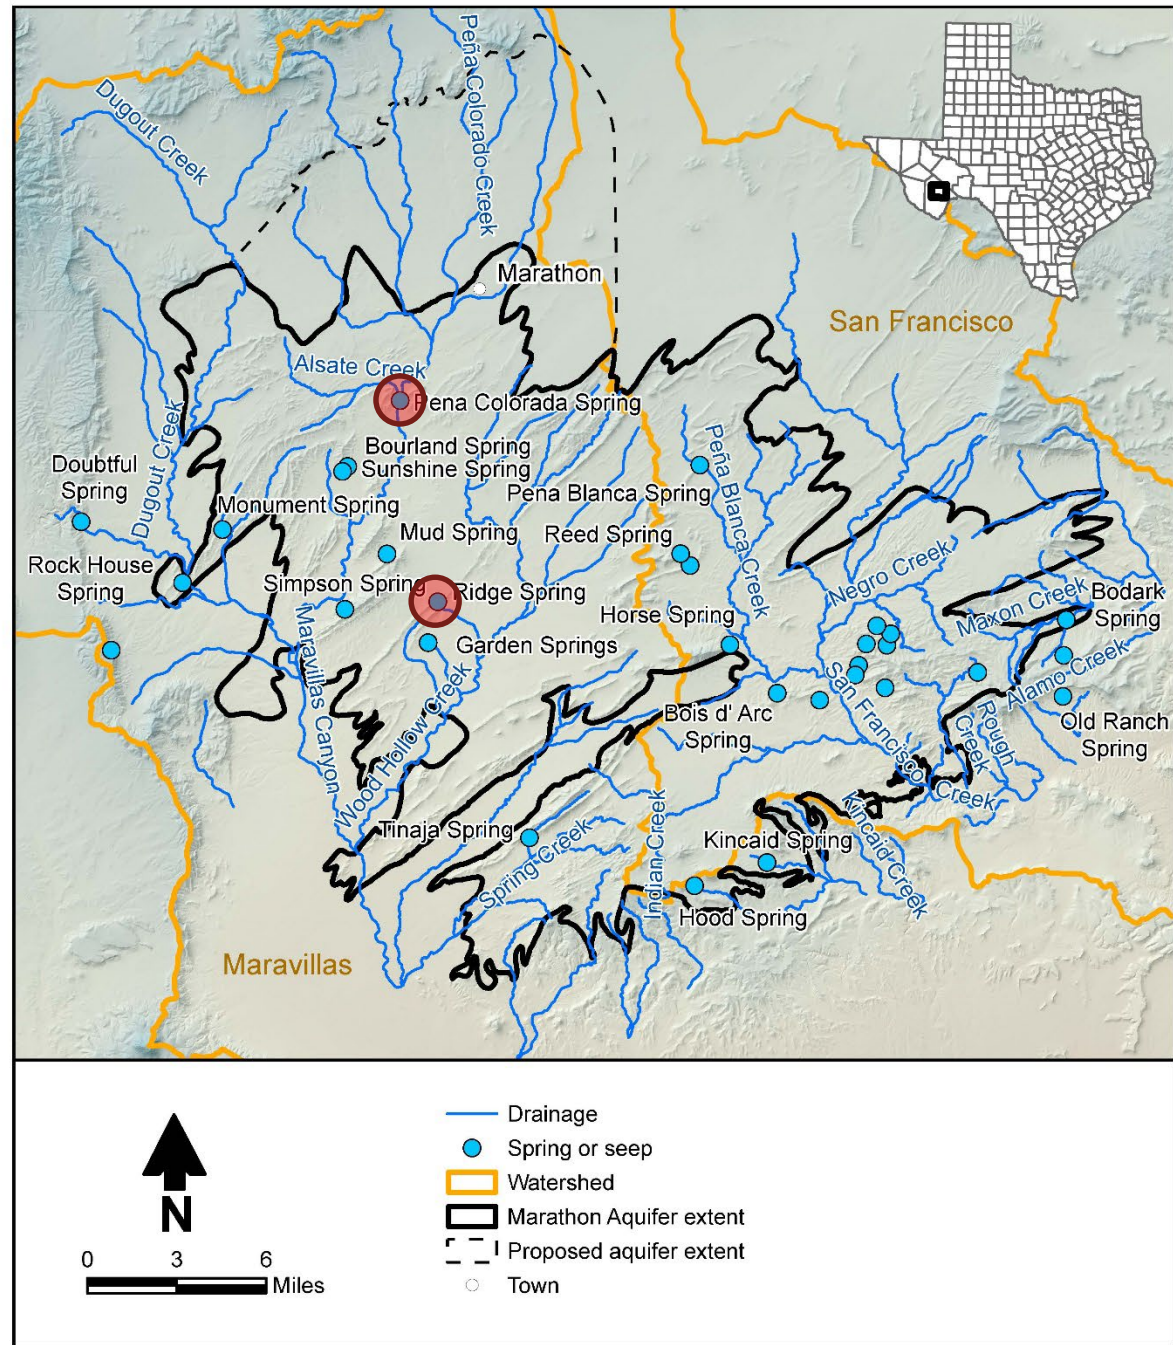 Dugout Creek
Peña Colorado Creek
Marathon
San Francisco
Alsate Creek
Pena Colorada Spring
Bourland Spring
Sunshine Spring
Doubtful
Spring
Dugout Creek
Monument Spring
Pena Blanca Spring
Peña Blanca Creek
Mud Spring
Reed Spring
Rock House
Spring
Simpson Spring
Ridge Spring
Negro Creek
Maxon Creek
Bodark
Spring
Horse Spring
Garden Springs
Maravillas Canyon
Wood Hollow Creek
Bois d' Arc
Spring
San Francisco Creek
Rough
Creek
Alamo Creek
Old Ranch
Spring
Tinaja Spring
Spring Creek
Indian Creek
Kincaid Spring
Kincaid Creek
Hood Spring
Maravillas
N
0 3 6
Miles
Drainage
Spring or seep
Watershed
Marathon Aquifer extent
Proposed aquifer extent
Town